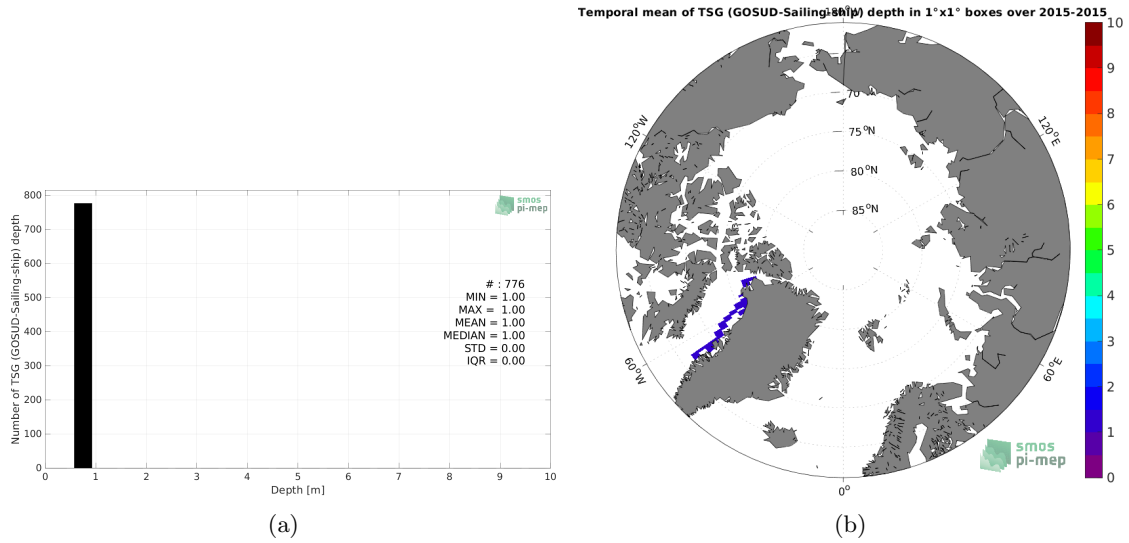 Temporal mean of TSG (GOSUD-Sailing-ship) depth in 1°x1° boxes over 2015-2015
800
700
600
500
400
300
200
100
0
Number of TSG (GOSUD-Sailing-ship) depth
smos
pi-mep
# : 776
MIN = 1.00
MAX = 1.00
MEAN = 1.00
MEDIAN = 1.00
STD = 0.00
IQR = 0.00
0 1 2 3 4 5 6 7 8 9 10
Depth [m]
(a)
180°W
120°W
120°E
70°N
75°N
80°N
85°N
60°W
60°E
0°
10
9
8
7
6
5
4
3
2
1
0
smos
pi-mep
(b)